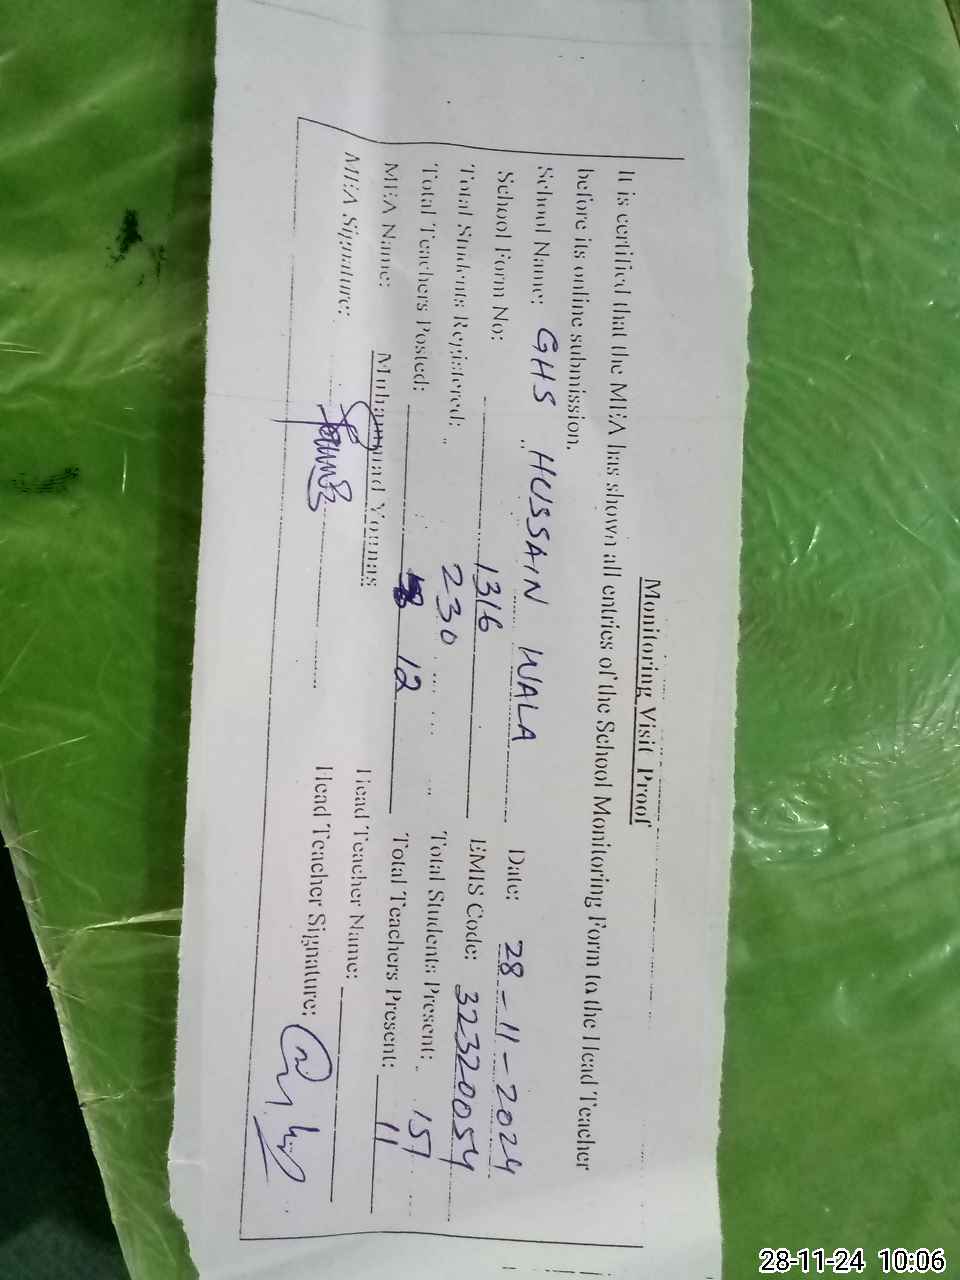 Monitoring Visit Proof
It is certified that the MEA has shown all entries of the School Monitoring Form to the Head Teacher
before its online submission.
School Name: GHS HUSSAIN WALA Date: 28-11-2024
School Form No: 1316 EMIS Code: 32320054
Total Students Registered: 230 Total Students Present: 157
Total Teachers Posted: 12 Total Teachers Present: 11
MEA Name: Muhammad Younas Head Teacher Name:
MEA Signature: Head Teacher Signature:
28-11-24 10:06